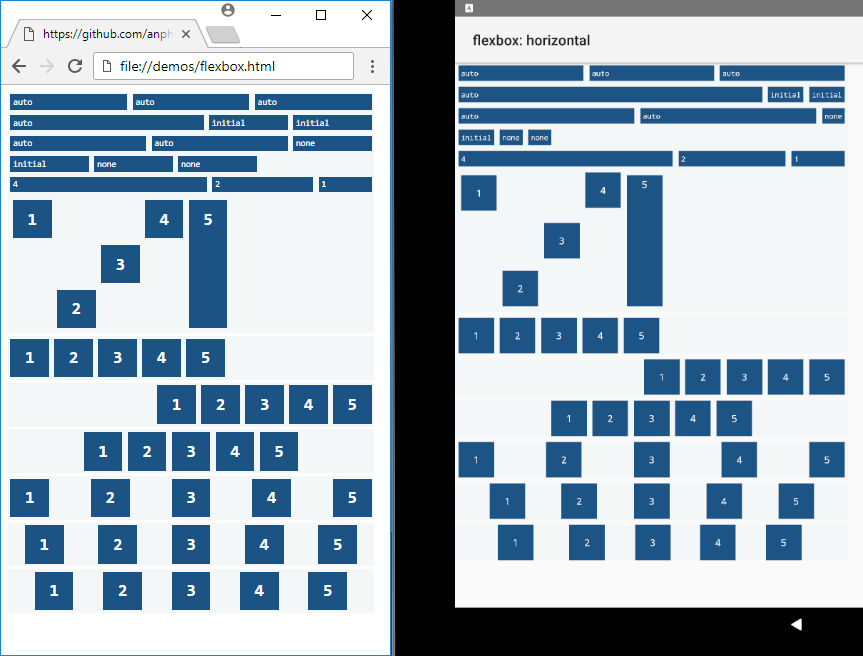 https://github.com/anph
file://demos/flexbox.html
auto auto auto
auto initial initial
auto auto none
initial none none
4 2 1
1 4 5
3
2
1 2 3 4 5
1 2 3 4 5
1 2 3 4 5
1 2 3 4 5
1 2 3 4 5
1 2 3 4 5
A
flexbox: horizontal
auto auto auto
auto initial initial
auto auto none
initial none none
4 2 1
1 4 5
3
2
1 2 3 4 5
1 2 3 4 5
1 2 3 4 5
1 2 3 4 5
1 2 3 4 5
1 2 3 4 5